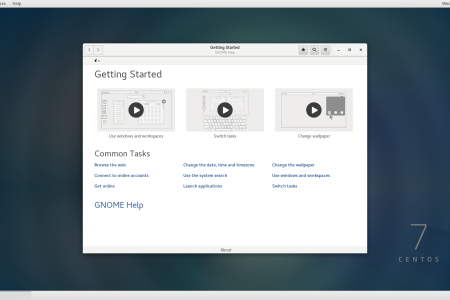 Help
Getting Started
GNOME Help
Getting Started
Use windows and workspaces
Switch tasks
Change wallpaper
Common Tasks
Browse the web
Change the date, time and timezone
Change the wallpaper
Connect to online accounts
Use the system search
Use windows and workspaces
Get online
Launch applications
Switch tasks
GNOME Help
7
CENTOS
About